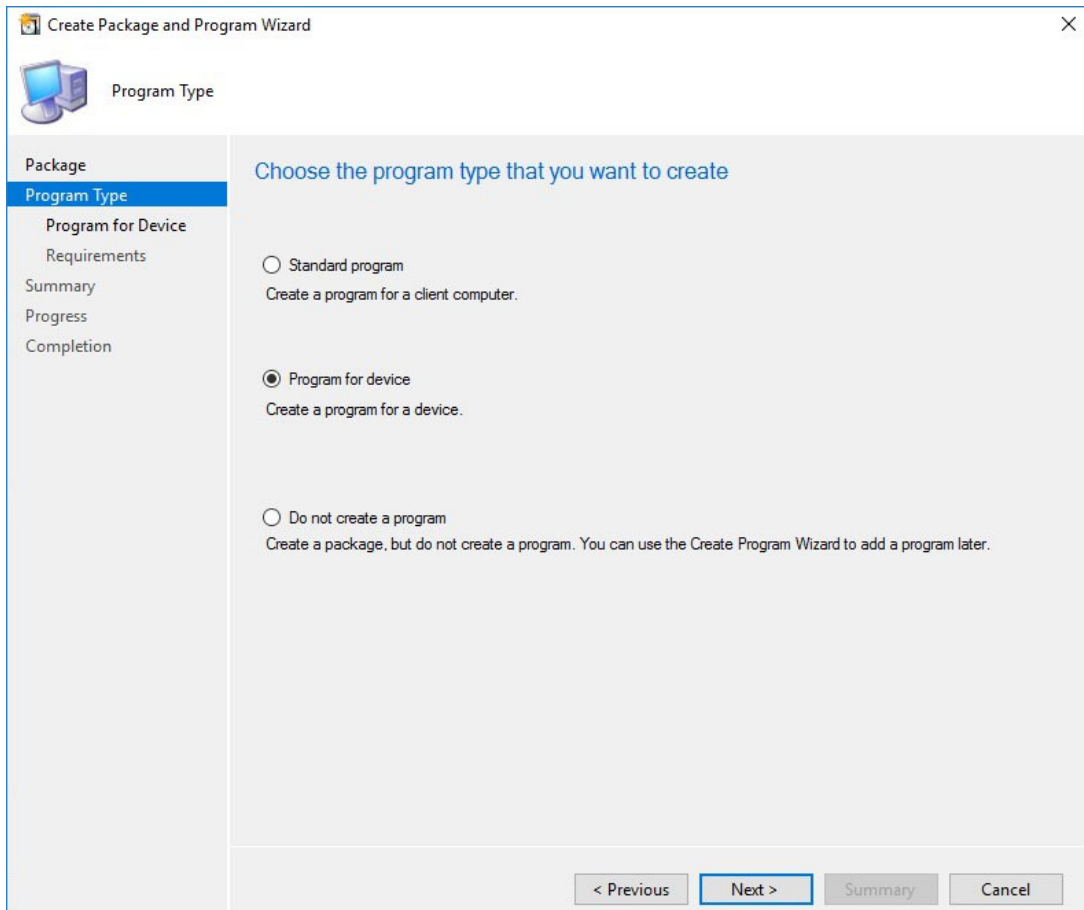 Create Package and Program Wizard
Program Type
Package
Program Type
Program for Device
Requirements
Summary
Progress
Completion
Choose the program type that you want to create
Standard program
Create a program for a client computer.
Program for device
Create a program for a device.
Do not create a program
Create a package, but do not create a program. You can use the Create Program Wizard to add a program later.
< Previous
Next >
Summary
Cancel